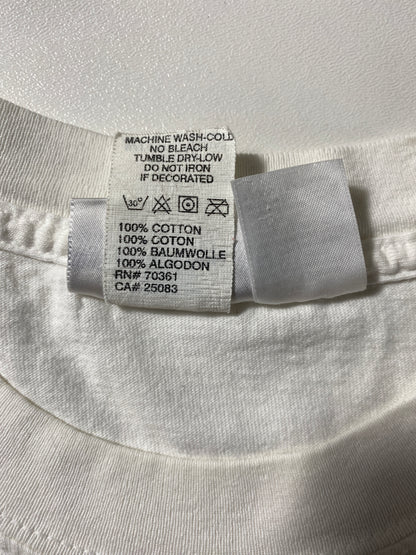 MACHINE WASH-COLD
NO BLEACH
TUMBLE DRY-LOW
DO NOT IRON
IF DECORATED
30°
100% COTTON
100% COTON
100% BAUMWOLLE
100% ALGODON
RN# 70361
CA# 25083